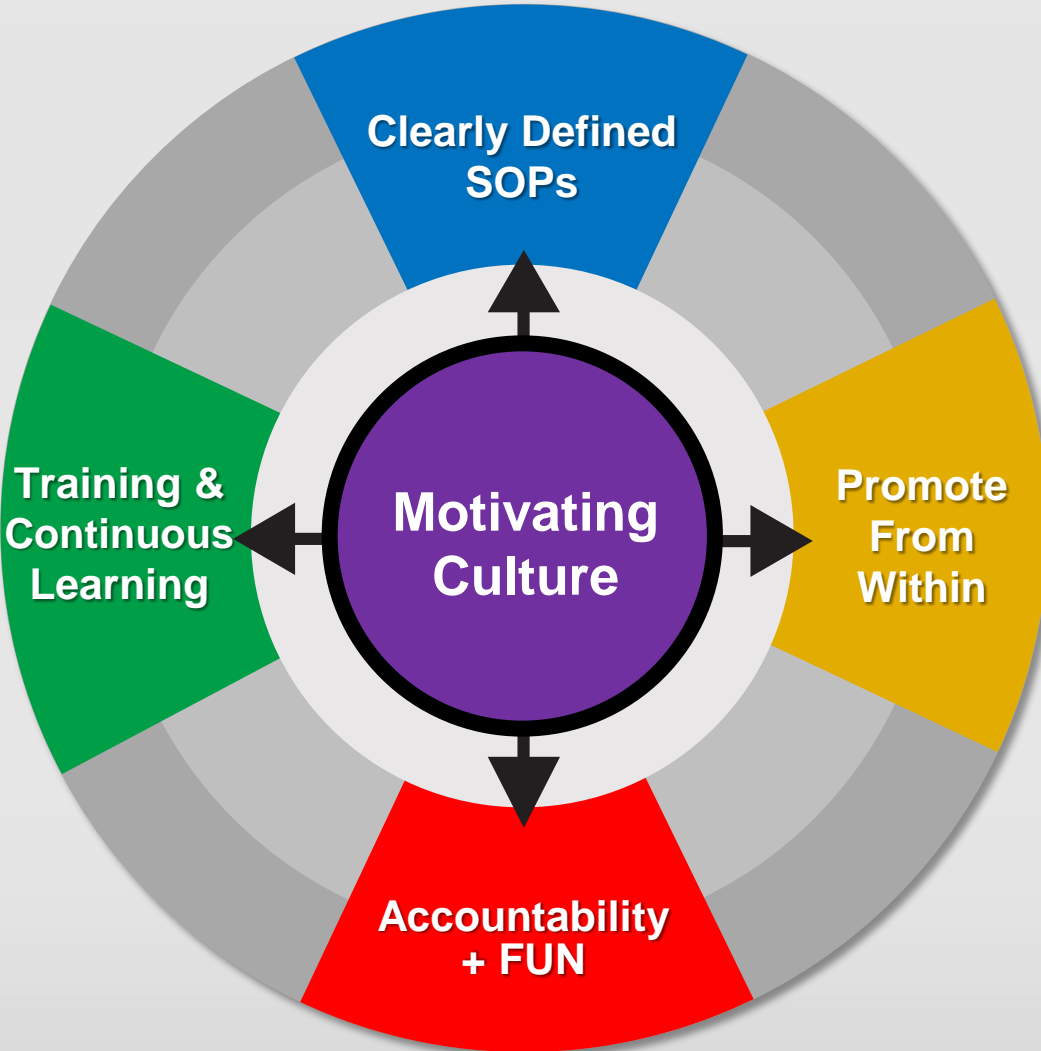 Clearly Defined
SOPs
Training &
Continuous
Learning
Motivating
Culture
Promote
From
Within
Accountability
+ FUN